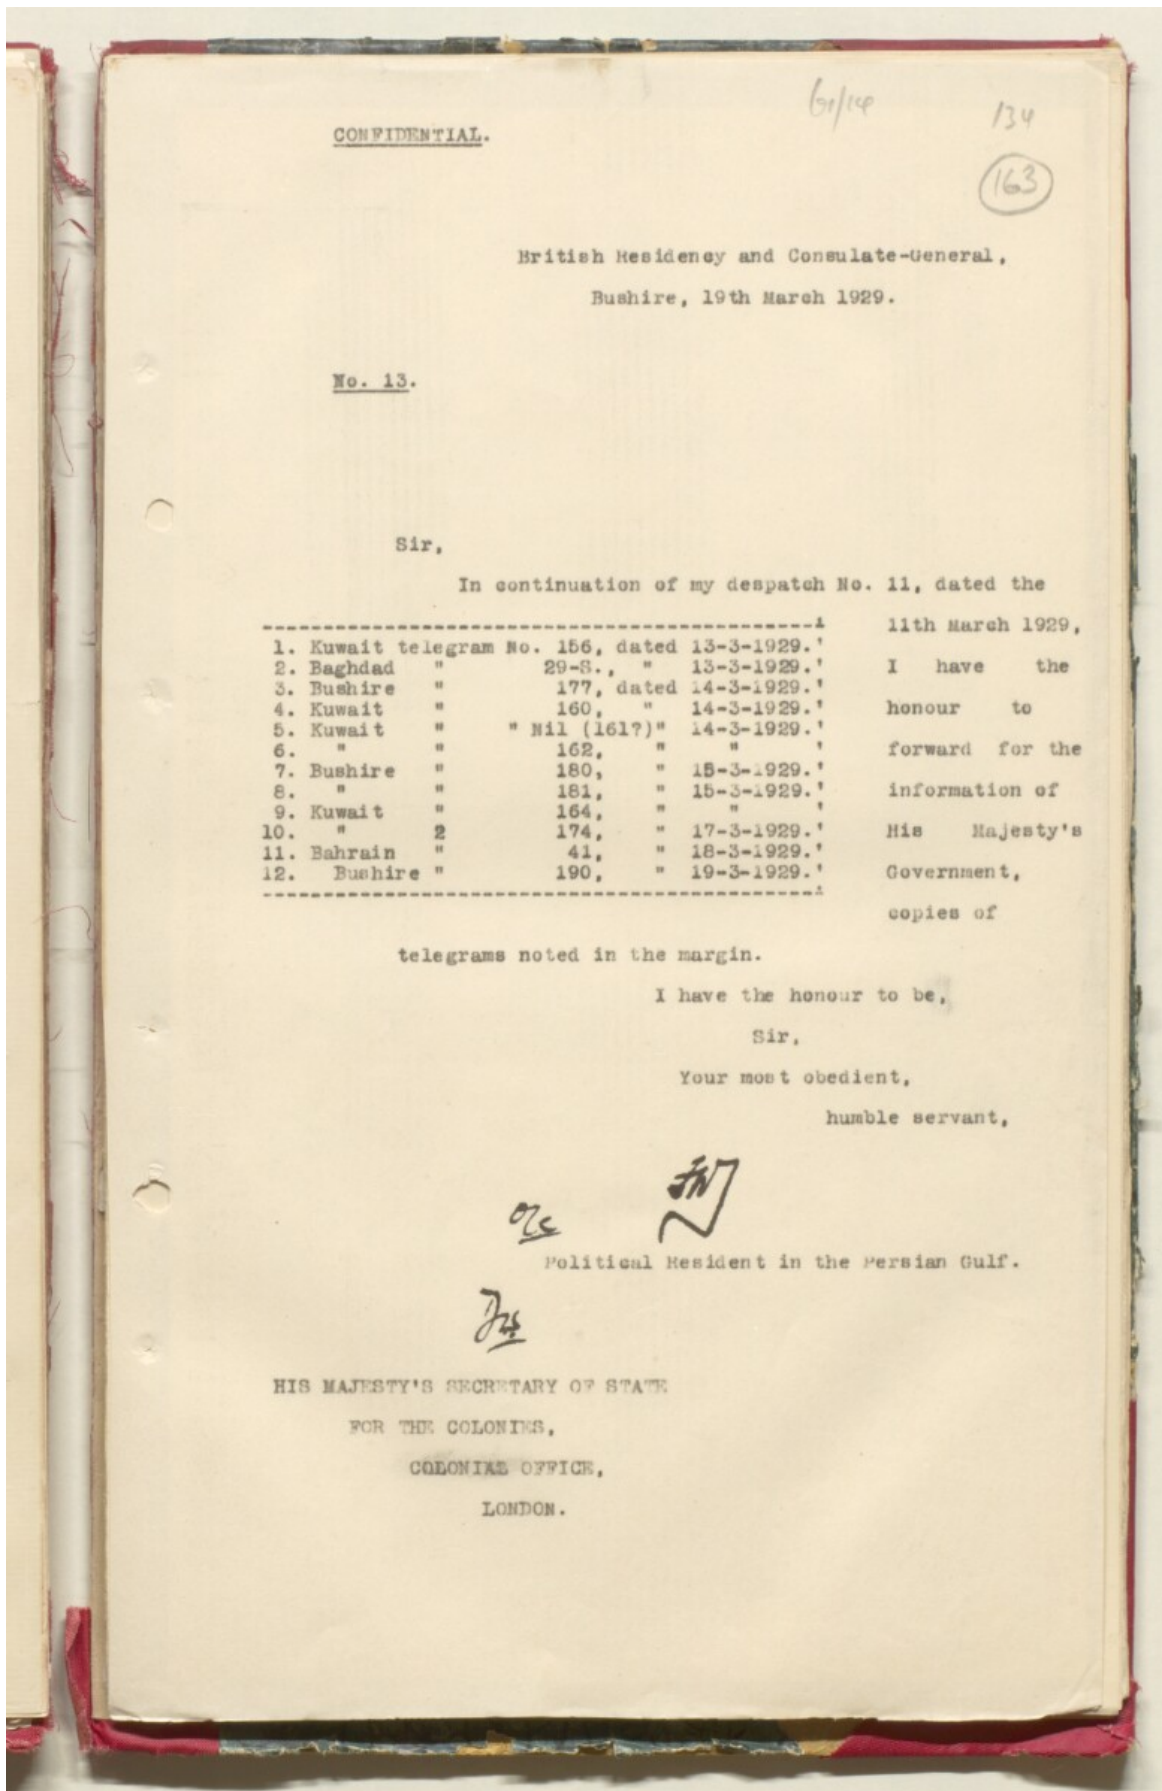 61/14
134
163
CONFIDENTIAL.
British Residency and Consulate-General,
Bushire, 19th March 1929.
No. 13.
Sir,
In continuation of my despatch No. 11, dated the
11th March 1929,
I have the
honour to
forward for the
information of
His Majesty's
Government,
copies of
1. Kuwait telegram No. 156, dated 13-3-1929.'
2. Baghdad " 29-S., " 13-3-1929.'
3. Bushire " 177, dated 14-3-1929.'
4. Kuwait " 160, " 14-3-1929.'
5. Kuwait " " Nil (161?)" 14-3-1929.'
6. " " 162, " " '
7. Bushire " 180, " 15-3-1929.'
8. " " 181, " 15-3-1929.'
9. Kuwait " 164, " " '
10. " 2 174, " 17-3-1929.'
11. Bahrain " 41, " 18-3-1929.'
12. Bushire " 190, " 19-3-1929.'
telegrams noted in the margin.
I have the honour to be,
Sir,
Your most obedient,
humble servant,
Political Resident in the Persian Gulf.
HIS MAJESTY'S SECRETARY OF STATE
FOR THE COLONIES,
COLONIAL OFFICE,
LONDON.